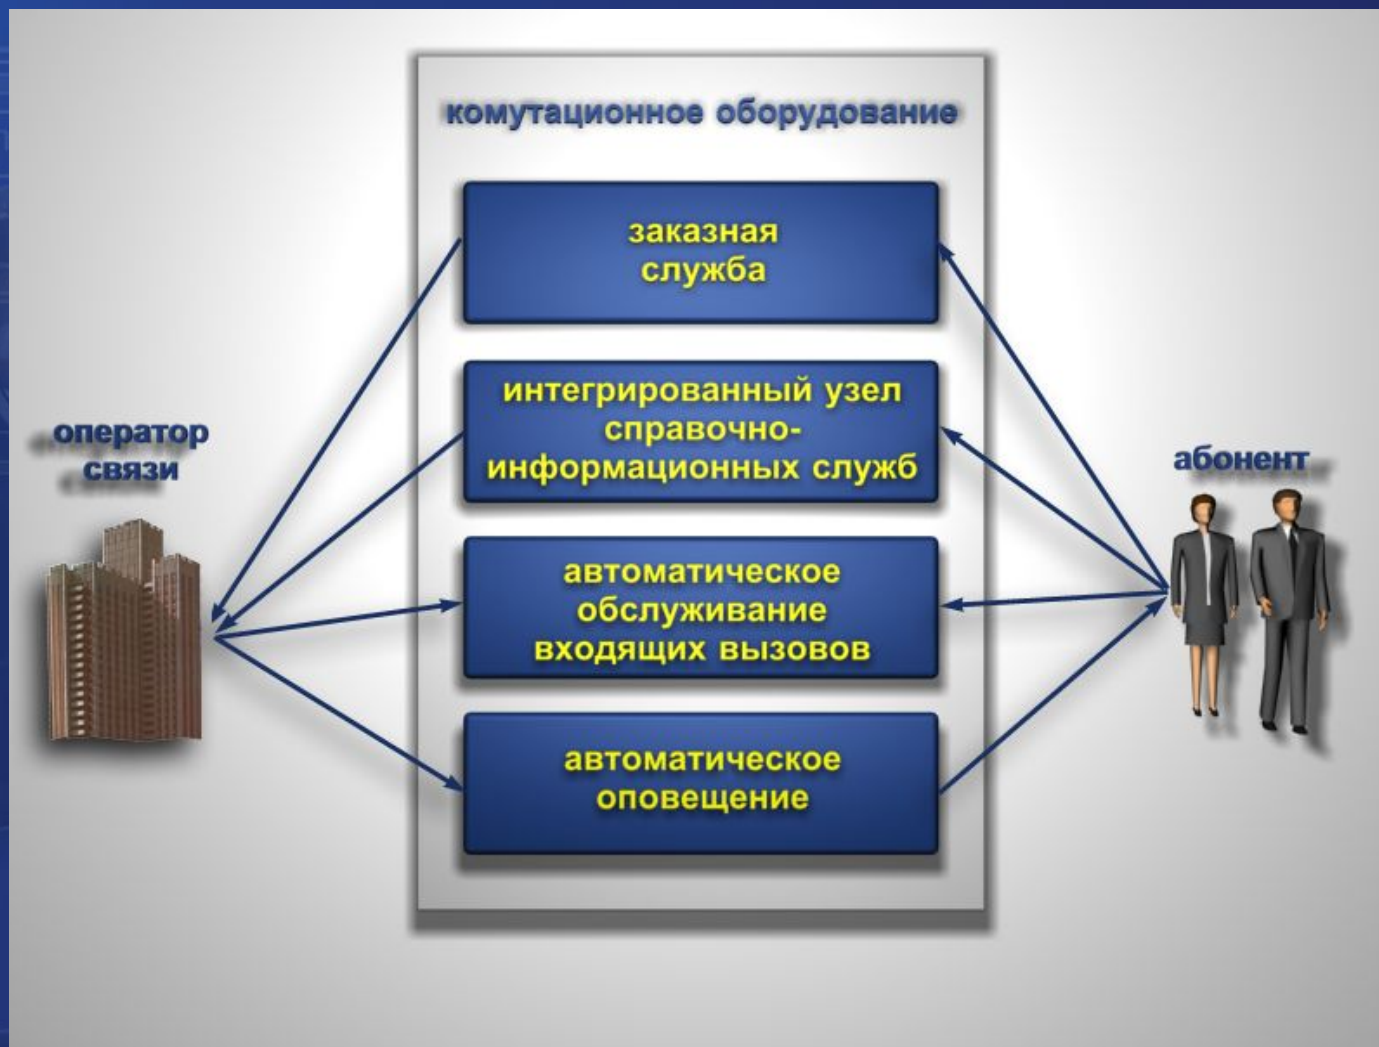 комутационное оборудование
заказная
служба
интегрированный узел
справочно-
информационных служб
оператор
связи
абонент
автоматическое
обслуживание
входящих вызовов
автоматическое
оповещение